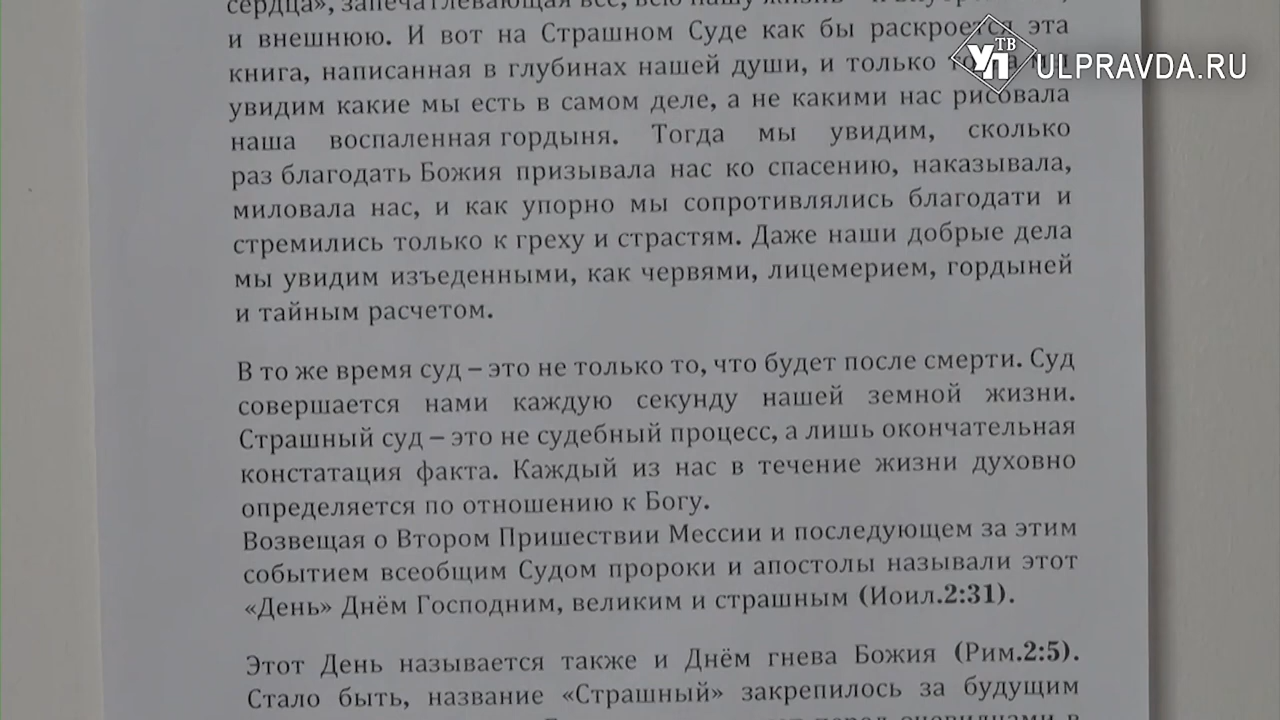 сердца», запечатлевающая все, всю нашу жизнь
и внешнюю. И вот на Страшном Суде как бы раскроется эта
книга, написанная в глубинах нашей души, и только
увидим какие мы есть в самом деле, а не какими нас рисовала
наша воспаленная гордыня. Тогда мы увидим, сколько
раз благодать Божия призывала нас ко спасению, наказывала,
миловала нас, и как упорно мы сопротивлялись благодати и
стремились только к греху и страстям. Даже наши добрые дела
мы увидим изъеденными, как червями, лицемерием, гордыней
и тайным расчетом.
В то же время суд – это не только то, что будет после смерти. Суд
совершается нами каждую секунду нашей земной жизни.
Страшный суд – это не судебный процесс, а лишь окончательная
констатация факта. Каждый из нас в течение жизни духовно
определяется по отношению к Богу.
Возвещая о Втором Пришествии Мессии и последующем за этим
событием всеобщим Судом пророки и апостолы называли этот
«День» Днём Господним, великим и страшным (Иоил.2:31).
Этот День называется также и Днём гнева Божия (Рим.2:5).
Стало быть, название «Страшный» закрепилось за будущим
УП ТВ ULPRAVDA.RU